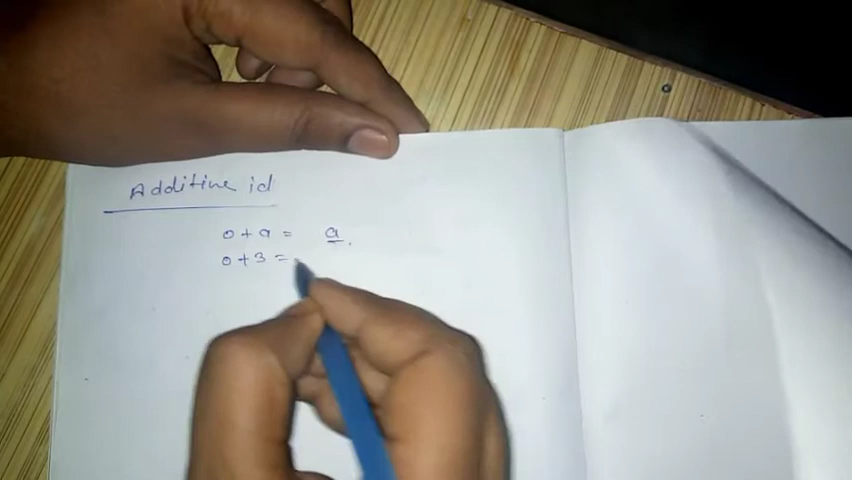 Additive id
0 + a = a.
0 + 3 =